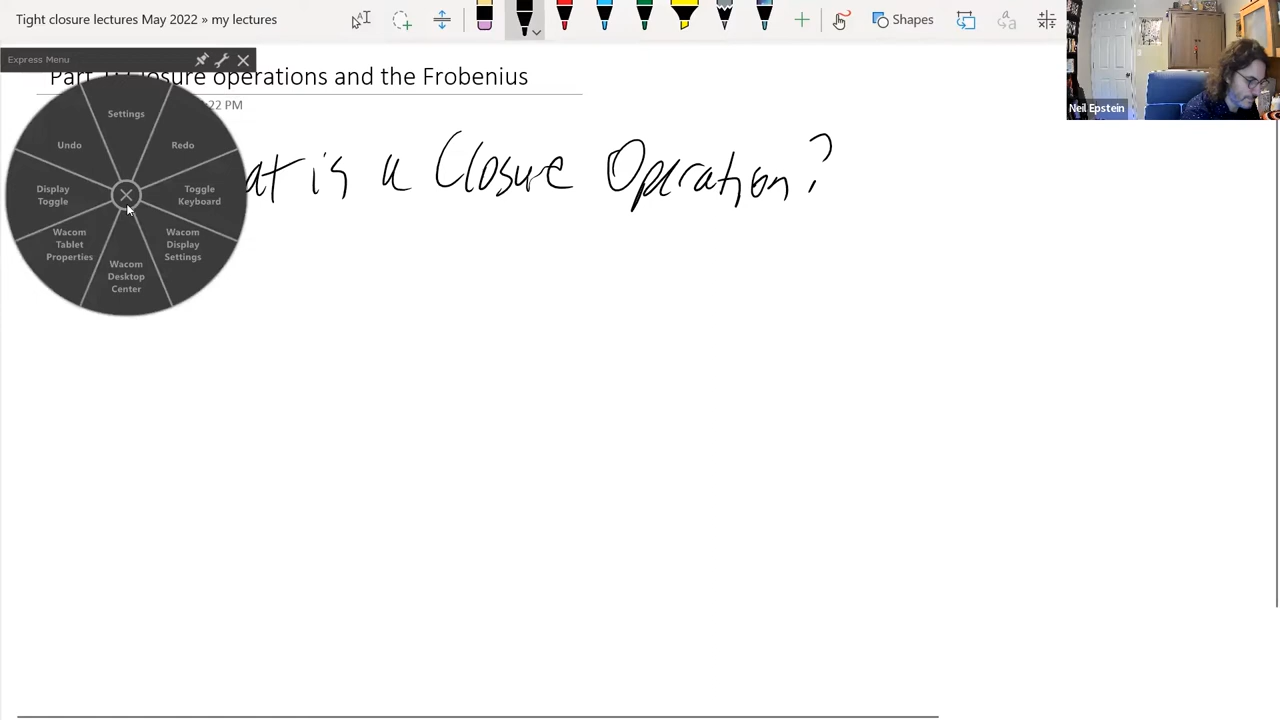 Tight closure lectures May 2022 » my lectures
Shapes
Express Menu
Neil Epstein
Closure operations and the Frobenius
22 PM
Settings
Undo
Redo
at is a Closure Operation?
Display
Toggle
Toggle
Keyboard
Wacom
Tablet
Properties
Wacom
Display
Settings
Wacom
Desktop
Center